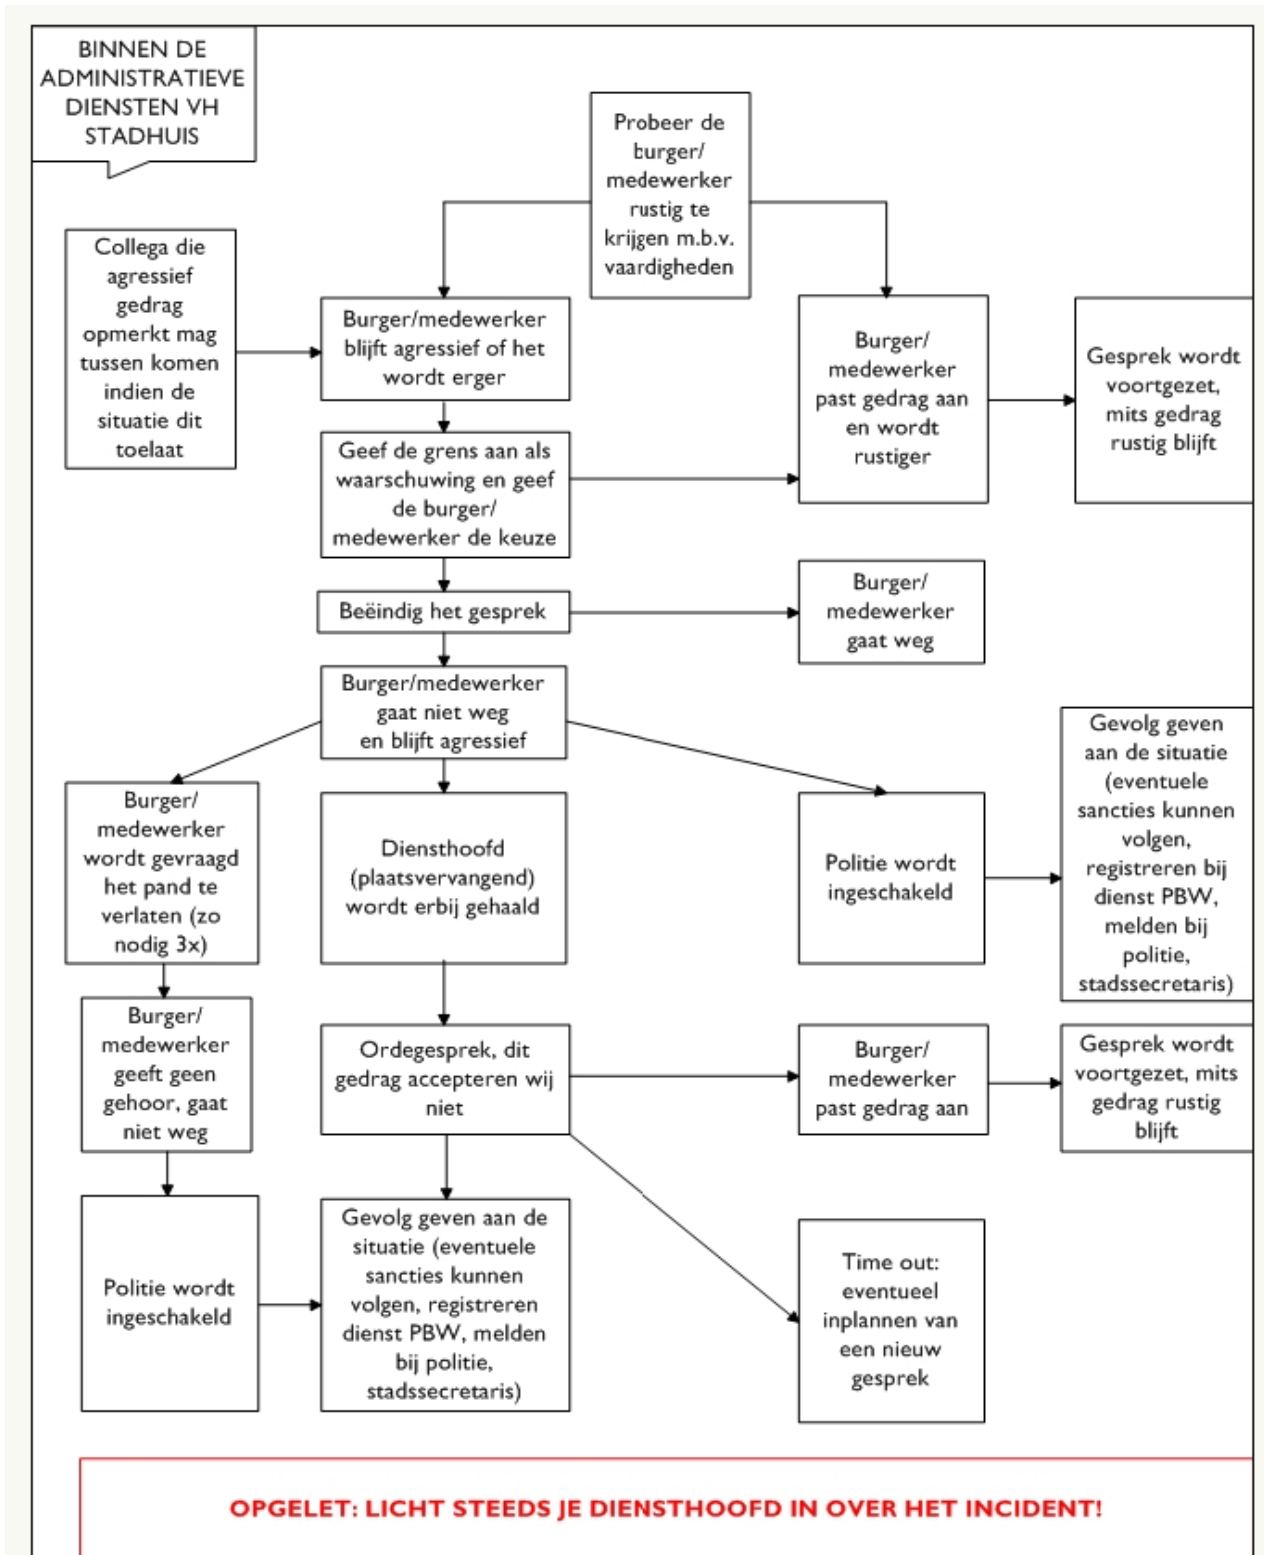 BINNEN DE
ADMINISTRATIEVE
DIENSTEN VH
STADHUIS
Probeer de
burger/
medewerker
rustig te
krijgen m.b.v.
vaardigheden
Collega die
agressief
gedrag
opmerkt mag
tussen komen
indien de
situatie dit
toelaat
Burger/medewerker
blijft agressief of het
wordt erger
Burger/
medewerker
past gedrag aan
en wordt
rustiger
Gesprek wordt
voortgezet,
mits gedrag
rustig blijft
Geef de grens aan als
waarschuwing en geef
de burger/
medewerker de keuze
Beëindig het gesprek
Burger/
medewerker
gaat weg
Burger/medewerker
gaat niet weg
en blijft agressief
Burger/
medewerker
wordt gevraagd
het pand te
verlaten (zo
nodig 3x)
Diensthoofd
(plaatsvervangend)
wordt erbij gehaald
Politie wordt
ingeschakeld
Gevolg geven
aan de situatie
(eventuele
sancties kunnen
volgen,
registreren bij
dienst PBW,
melden bij
politie,
stadssecretaris)
Burger/
medewerker
geeft geen
gehoor, gaat
niet weg
Ordegesprek, dit
gedrag accepteren wij
niet
Burger/
medewerker
past gedrag aan
Gesprek wordt
voortgezet, mits
gedrag rustig
blijft
Politie wordt
ingeschakeld
Gevolg geven aan de
situatie (eventuele
sancties kunnen
volgen, registreren
dienst PBW, melden
bij politie,
stadssecretaris)
Time out:
eventueel
inplannen van
een nieuw
gesprek
OPGELET: LICHT STEEDS JE DIENSTHOOFD IN OVER HET INCIDENT!